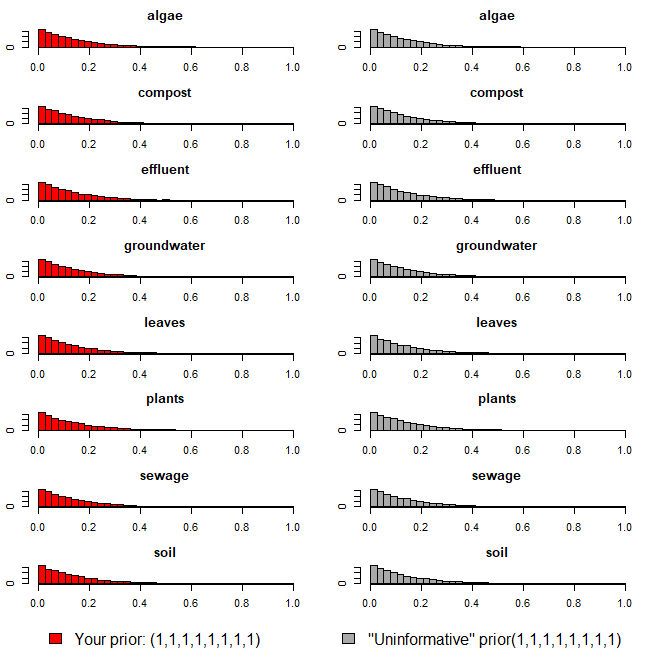 algae algae
0 0
0.0 0.2 0.4 0.6 0.8 1.0 0.0 0.2 0.4 0.6 0.8 1.0
compost compost
0 0
0.0 0.2 0.4 0.6 0.8 1.0 0.0 0.2 0.4 0.6 0.8 1.0
effluent effluent
0 0
0.0 0.2 0.4 0.6 0.8 1.0 0.0 0.2 0.4 0.6 0.8 1.0
groundwater groundwater
0 0
0.0 0.2 0.4 0.6 0.8 1.0 0.0 0.2 0.4 0.6 0.8 1.0
leaves leaves
0 0
0.0 0.2 0.4 0.6 0.8 1.0 0.0 0.2 0.4 0.6 0.8 1.0
plants plants
0 0
0.0 0.2 0.4 0.6 0.8 1.0 0.0 0.2 0.4 0.6 0.8 1.0
sewage sewage
0 0
0.0 0.2 0.4 0.6 0.8 1.0 0.0 0.2 0.4 0.6 0.8 1.0
soil soil
0 0
0.0 0.2 0.4 0.6 0.8 1.0 0.0 0.2 0.4 0.6 0.8 1.0
Your prior: (1,1,1,1,1,1,1,1) "Uninformative" prior(1,1,1,1,1,1,1,1)